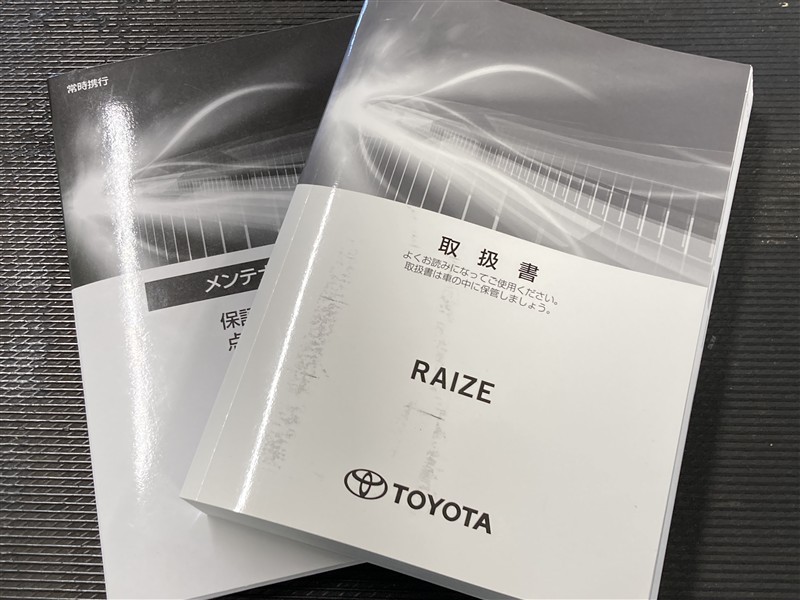 常時携行
メンテナ
保証
点
取扱書
よくお読みになってご使用ください。
取扱書は車の中に保管しましょう。
RAIZE
TOYOTA